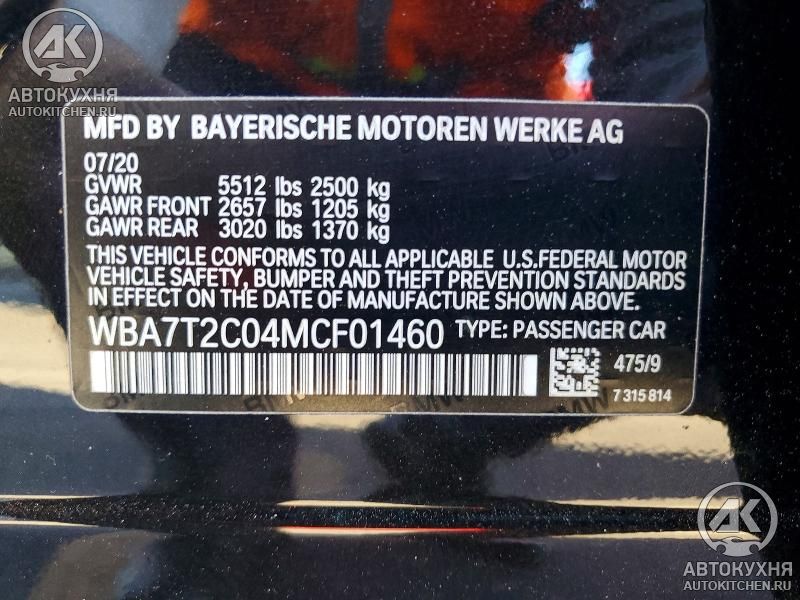 AK
АВТОКУХНЯ
AUTOKITCHEN.RU
MFD BY BAYERISCHE MOTOREN WERKE AG
07/20
GVWR 5512 lbs 2500 kg
GAWR FRONT 2657 lbs 1205 kg
GAWR REAR 3020 lbs 1370 kg
THIS VEHICLE CONFORMS TO ALL APPLICABLE U.S.FEDERAL MOTOR
VEHICLE SAFETY, BUMPER AND THEFT PREVENTION STANDARDS
IN EFFECT ON THE DATE OF MANUFACTURE SHOWN ABOVE.
WBA7T2C04MCF01460 TYPE: PASSENGER CAR
475/9
7 315 814
AK
АВТОКУХНЯ
AUTOKITCHEN.RU